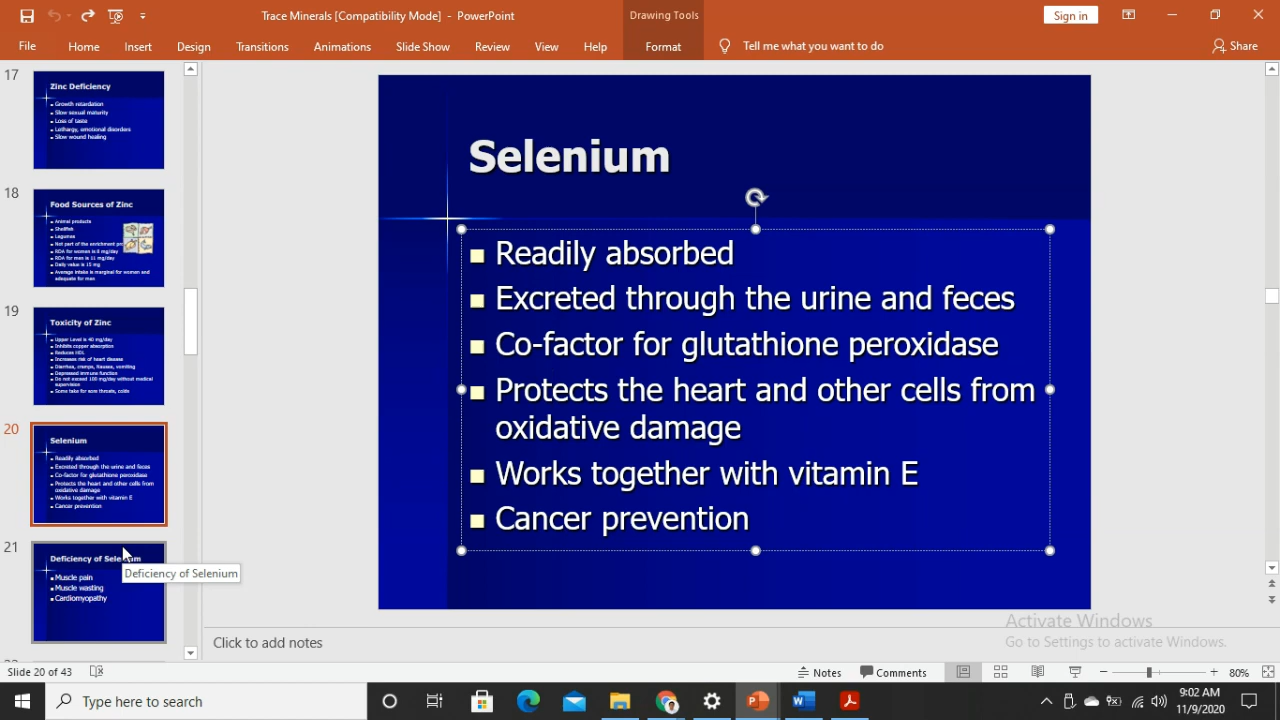 Trace Minerals [Compatibility Mode] - PowerPoint
Drawing Tools
Sign in
File Home Insert Design Transitions Animations Slide Show Review View Help Format Tell me what you want to do Share
17
Zinc Deficiency
Growth retardation
Slow sexual maturity
Loss of taste
Lethargy, emotional disorders
Slow wound healing
18
Food Sources of Zinc
Animal products
Shellfish
Legumes
Not part of the enrichment
RDA for women is 8 mg/day
RDA for men is 11 mg/day
Daily value is 15 mg
Average intake is marginal for women and
adequate for men
19
Toxicity of Zinc
Upper Level is 40 mg/day
Inhibits copper absorption
Reduces HDL
Increases risk of heart disease
Diarrhea, cramps, Nausea, vomiting
Depressed immune function
Do not exceed 100 mg/day without medical
supervision
Some take for sore throats, colds
20
Selenium
Readily absorbed
Excreted through the urine and feces
Co-factor for glutathione peroxidase
Protects the heart and other cells from
oxidative damage
Works together with vitamin E
Cancer prevention
21
Deficiency of Selenium
Deficiency of Selenium
Muscle pain
Muscle wasting
Cardiomyopathy
Selenium
Readily absorbed
Excreted through the urine and feces
Co-factor for glutathione peroxidase
Protects the heart and other cells from
oxidative damage
Works together with vitamin E
Cancer prevention
Click to add notes
Activate Windows
Go to Settings to activate Windows.
Slide 20 of 43
Notes Comments 80%
Type here to search
9:02 AM
11/9/2020